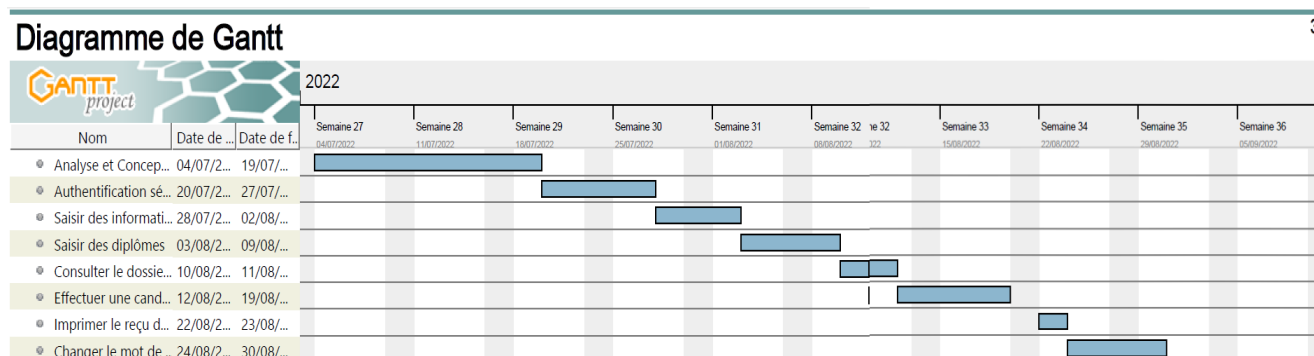 Diagramme de Gantt
3
GANTT
project
2022
Semaine 27 Semaine 28 Semaine 29 Semaine 30 Semaine 31 Semaine 32 ne 32 Semaine 33 Semaine 34 Semaine 35 Semaine 36
04/07/2022 11/07/2022 18/07/2022 25/07/2022 01/08/2022 08/08/2022 022 15/08/2022 22/08/2022 29/08/2022 05/09/2022
Nom Date de ... Date de f...
Analyse et Concep... 04/07/2... 19/07/...
Authentification sé... 20/07/2... 27/07/...
Saisir des informati... 28/07/2... 02/08/...
Saisir des diplômes 03/08/2... 09/08/...
Consulter le dossie... 10/08/2... 11/08/...
Effectuer une cand... 12/08/2... 19/08/...
Imprimer le reçu d... 22/08/2... 23/08/...
Changer le mot de ... 24/08/2... 30/08/...